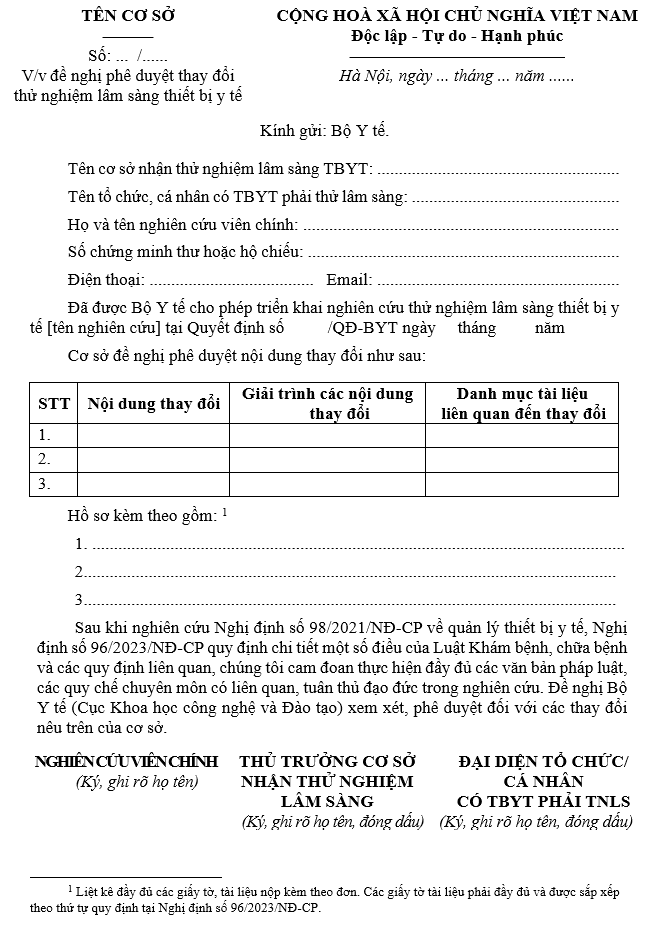 TÊN CƠ SỞ
Số: ... /......
V/v đề nghị phê duyệt thay đổi
thử nghiệm lâm sàng thiết bị y tế
CỘNG HOÀ XÃ HỘI CHỦ NGHĨA VIỆT NAM
Độc lập - Tự do - Hạnh phúc
Hà Nội, ngày ... tháng ... năm ......
Kính gửi: Bộ Y tế.
Tên cơ sở nhận thử nghiệm lâm sàng TBYT: ......................................................
Tên tổ chức, cá nhân có TBYT phải thử lâm sàng: ..............................................
Họ và tên nghiên cứu viên chính: ......................................................................
Số chứng minh thư hoặc hộ chiếu: .....................................................................
Điện thoại: .................................... Email: ......................................................
Đã được Bộ Y tế cho phép triển khai nghiên cứu thử nghiệm lâm sàng thiết bị y
tế [tên nghiên cứu] tại Quyết định số /QĐ-BYT ngày tháng năm
Cơ sở đề nghị phê duyệt nội dung thay đổi như sau:
STT Nội dung thay đổi Giải trình các nội dung Danh mục tài liệu
thay đổi liên quan đến thay đổi
1.
2.
3.
Hồ sơ kèm theo gồm: 1
1. ......................................................................................................................
2......................................................................................................................
3......................................................................................................................
Sau khi nghiên cứu Nghị định số 98/2021/NĐ-CP về quản lý thiết bị y tế, Nghị
định số 96/2023/NĐ-CP quy định chi tiết một số điều của Luật Khám bệnh, chữa bệnh
và các quy định liên quan, chúng tôi cam đoan thực hiện đầy đủ các văn bản pháp luật,
các quy chế chuyên môn có liên quan, tuân thủ đạo đức trong nghiên cứu. Đề nghị Bộ
Y tế (Cục Khoa học công nghệ và Đào tạo) xem xét, phê duyệt đối với các thay đổi
nêu trên của cơ sở.
NGHIÊN CỨU VIÊN CHÍNH
(Ký, ghi rõ họ tên)
THỦ TRƯỞNG CƠ SỞ
NHẬN THỬ NGHIỆM
LÂM SÀNG
(Ký, ghi rõ họ tên, đóng dấu)
ĐẠI DIỆN TỔ CHỨC/
CÁ NHÂN
CÓ TBYT PHẢI TNLS
(Ký, ghi rõ họ tên, đóng dấu)
1 Liệt kê đầy đủ các giấy tờ, tài liệu nộp kèm theo đơn. Các giấy tờ tài liệu phải đầy đủ và được sắp xếp
theo thứ tự quy định tại Nghị định số 96/2023/NĐ-CP.